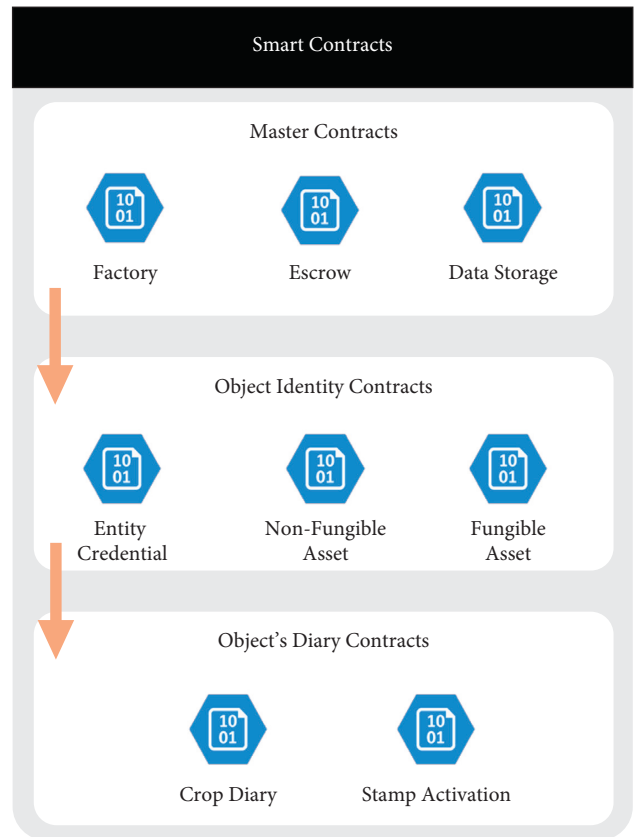 Smart Contracts
Master Contracts
10
01
10
01
10
01
Factory
Escrow
Data Storage
Object Identity Contracts
10
01
10
01
10
01
Entity
Credential
Non-Fungible
Asset
Fungible
Asset
Object’s Diary Contracts
10
01
10
01
Crop Diary
Stamp Activation